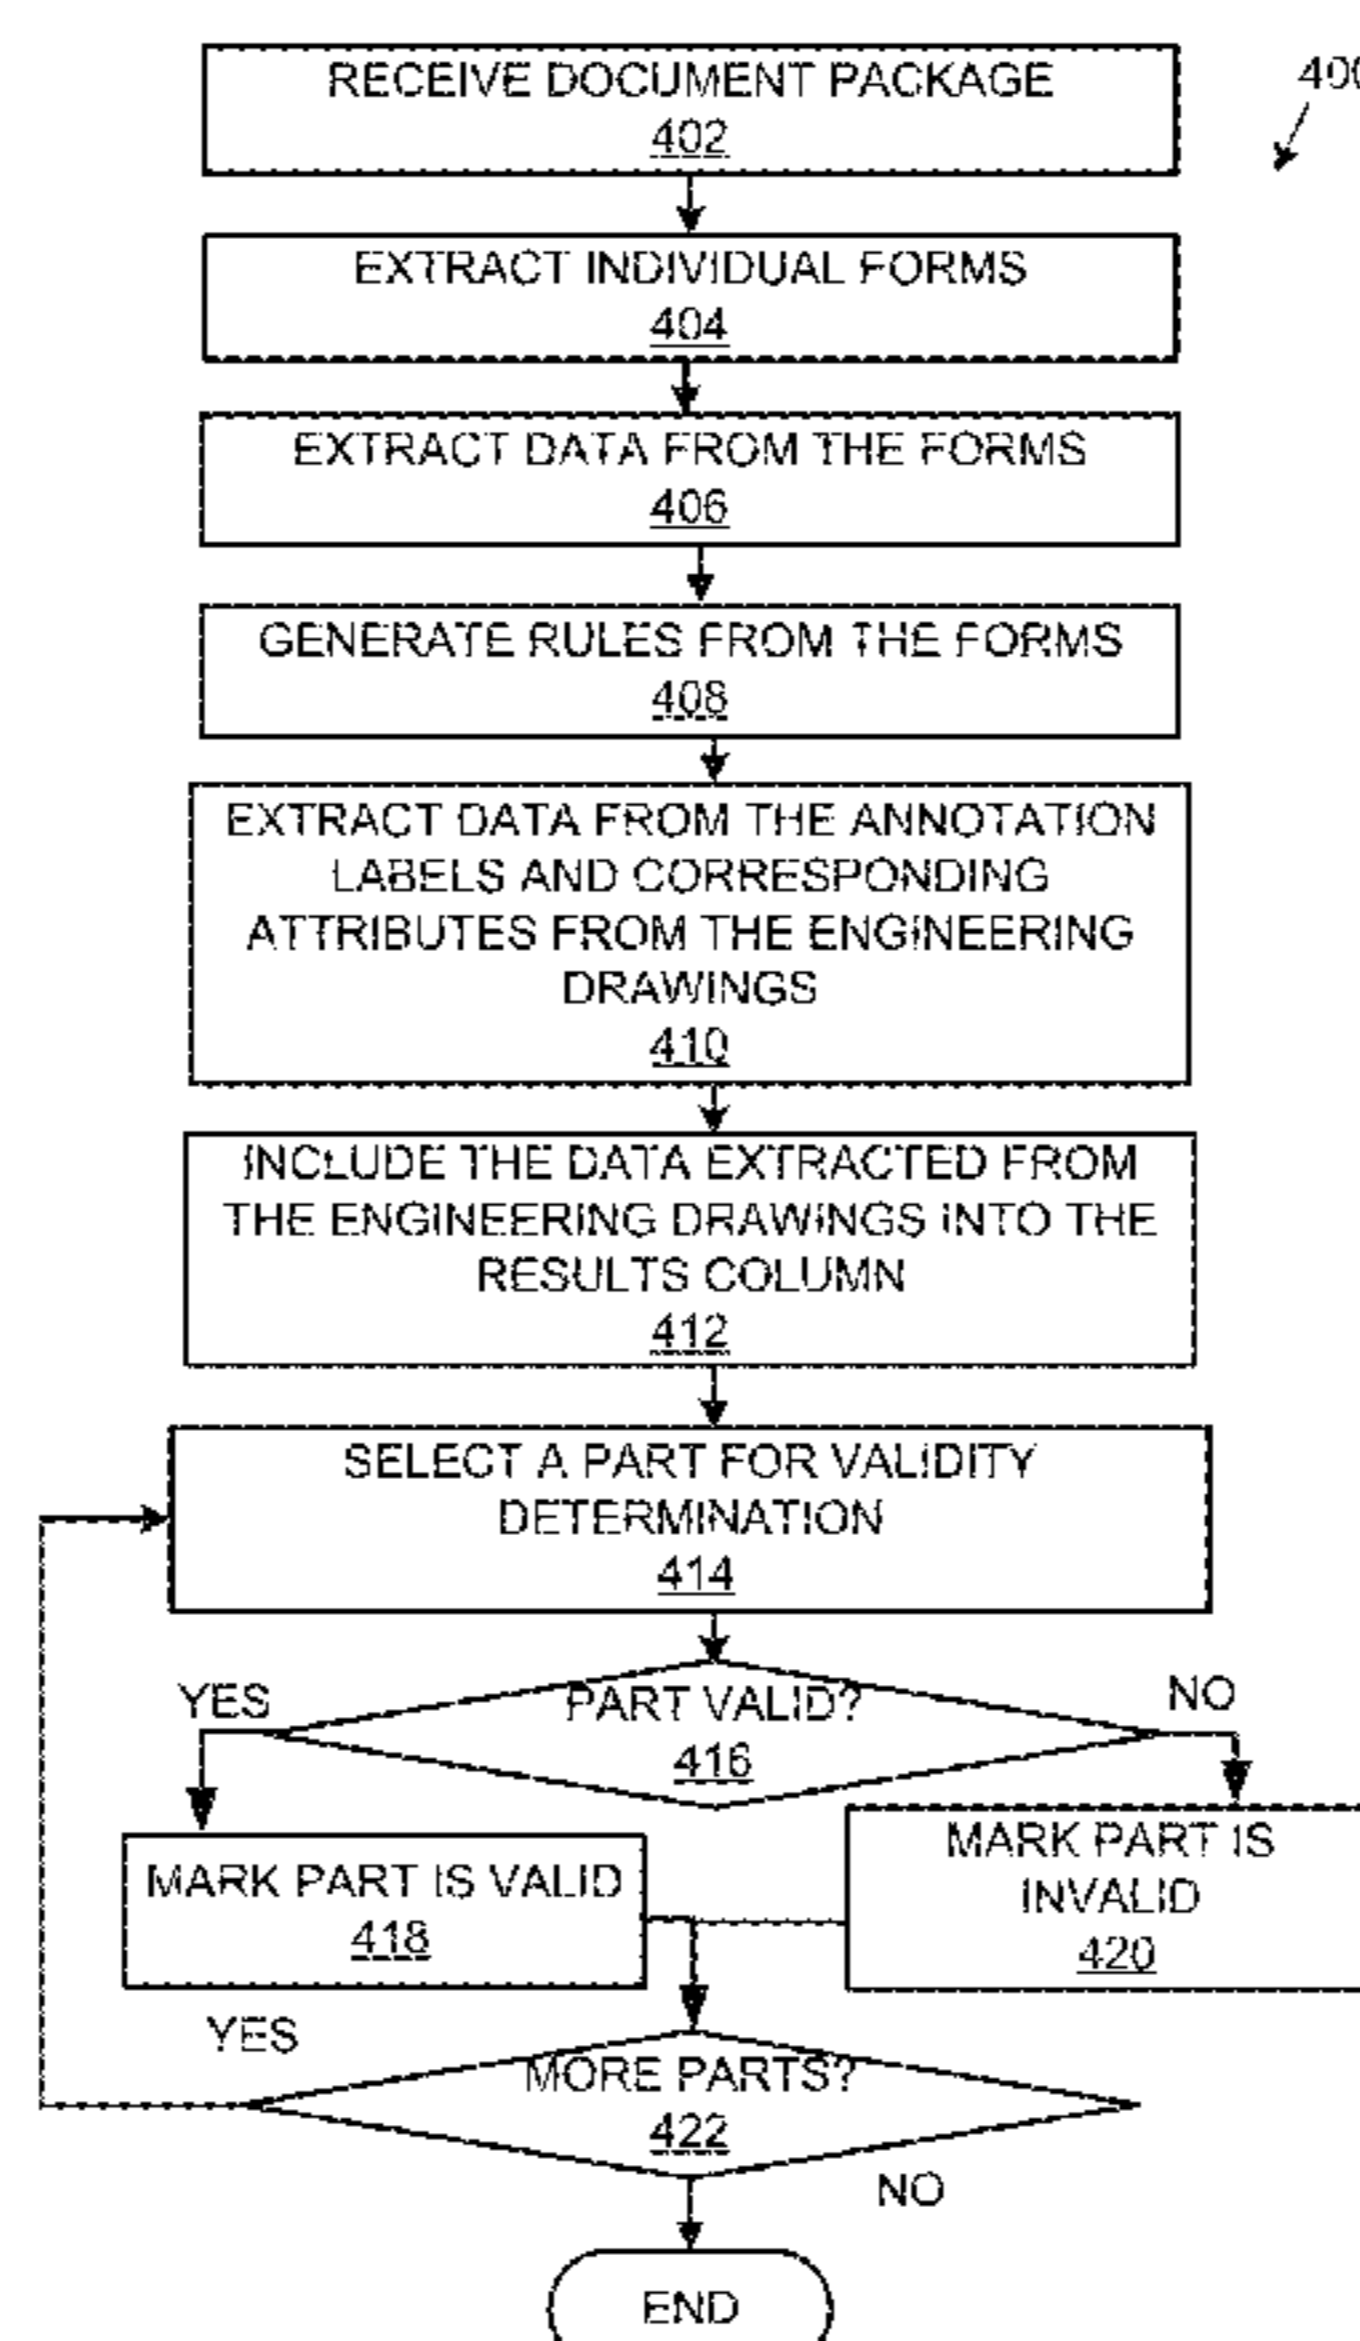 RECEIVE DOCUMENT PACKAGE
402
400
EXTRACT INDIVIDUAL FORMS
404
EXTRACT DATA FROM THE FORMS
406
GENERATE RULES FROM THE FORMS
408
EXTRACT DATA FROM THE ANNOTATION
LABELS AND CORRESPONDING
ATTRIBUTES FROM THE ENGINEERING
DRAWINGS
410
INCLUDE THE DATA EXTRACTED FROM
THE ENGINEERING DRAWINGS INTO THE
RESULTS COLUMN
412
SELECT A PART FOR VALIDITY
DETERMINATION
414
YES
PART VALID?
NO
416
MARK PART IS VALID
418
MARK PART IS
INVALID
420
YES
MORE PARTS?
422
NO
END